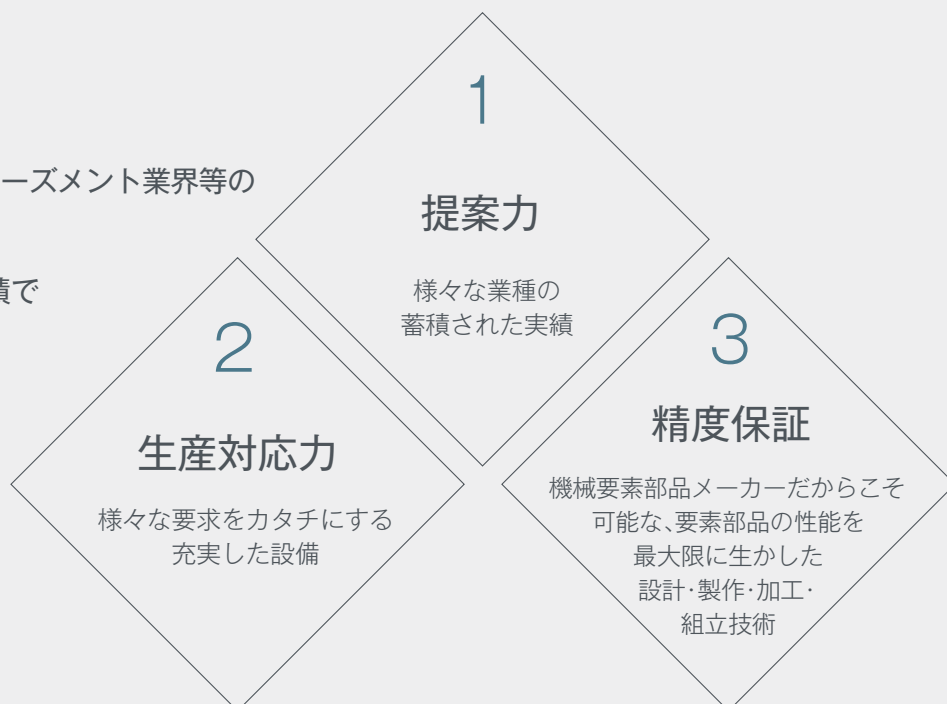 ーズメント業界等の
績で
1
提案力
様々な業種の
蓄積された実績
2
生産対応力
様々な要求をカタチにする
充実した設備
3
精度保証
機械要素部品メーカーだからこそ
可能な、要素部品の性能を
最大限に生かした
設計・製作・加工・
組立技術